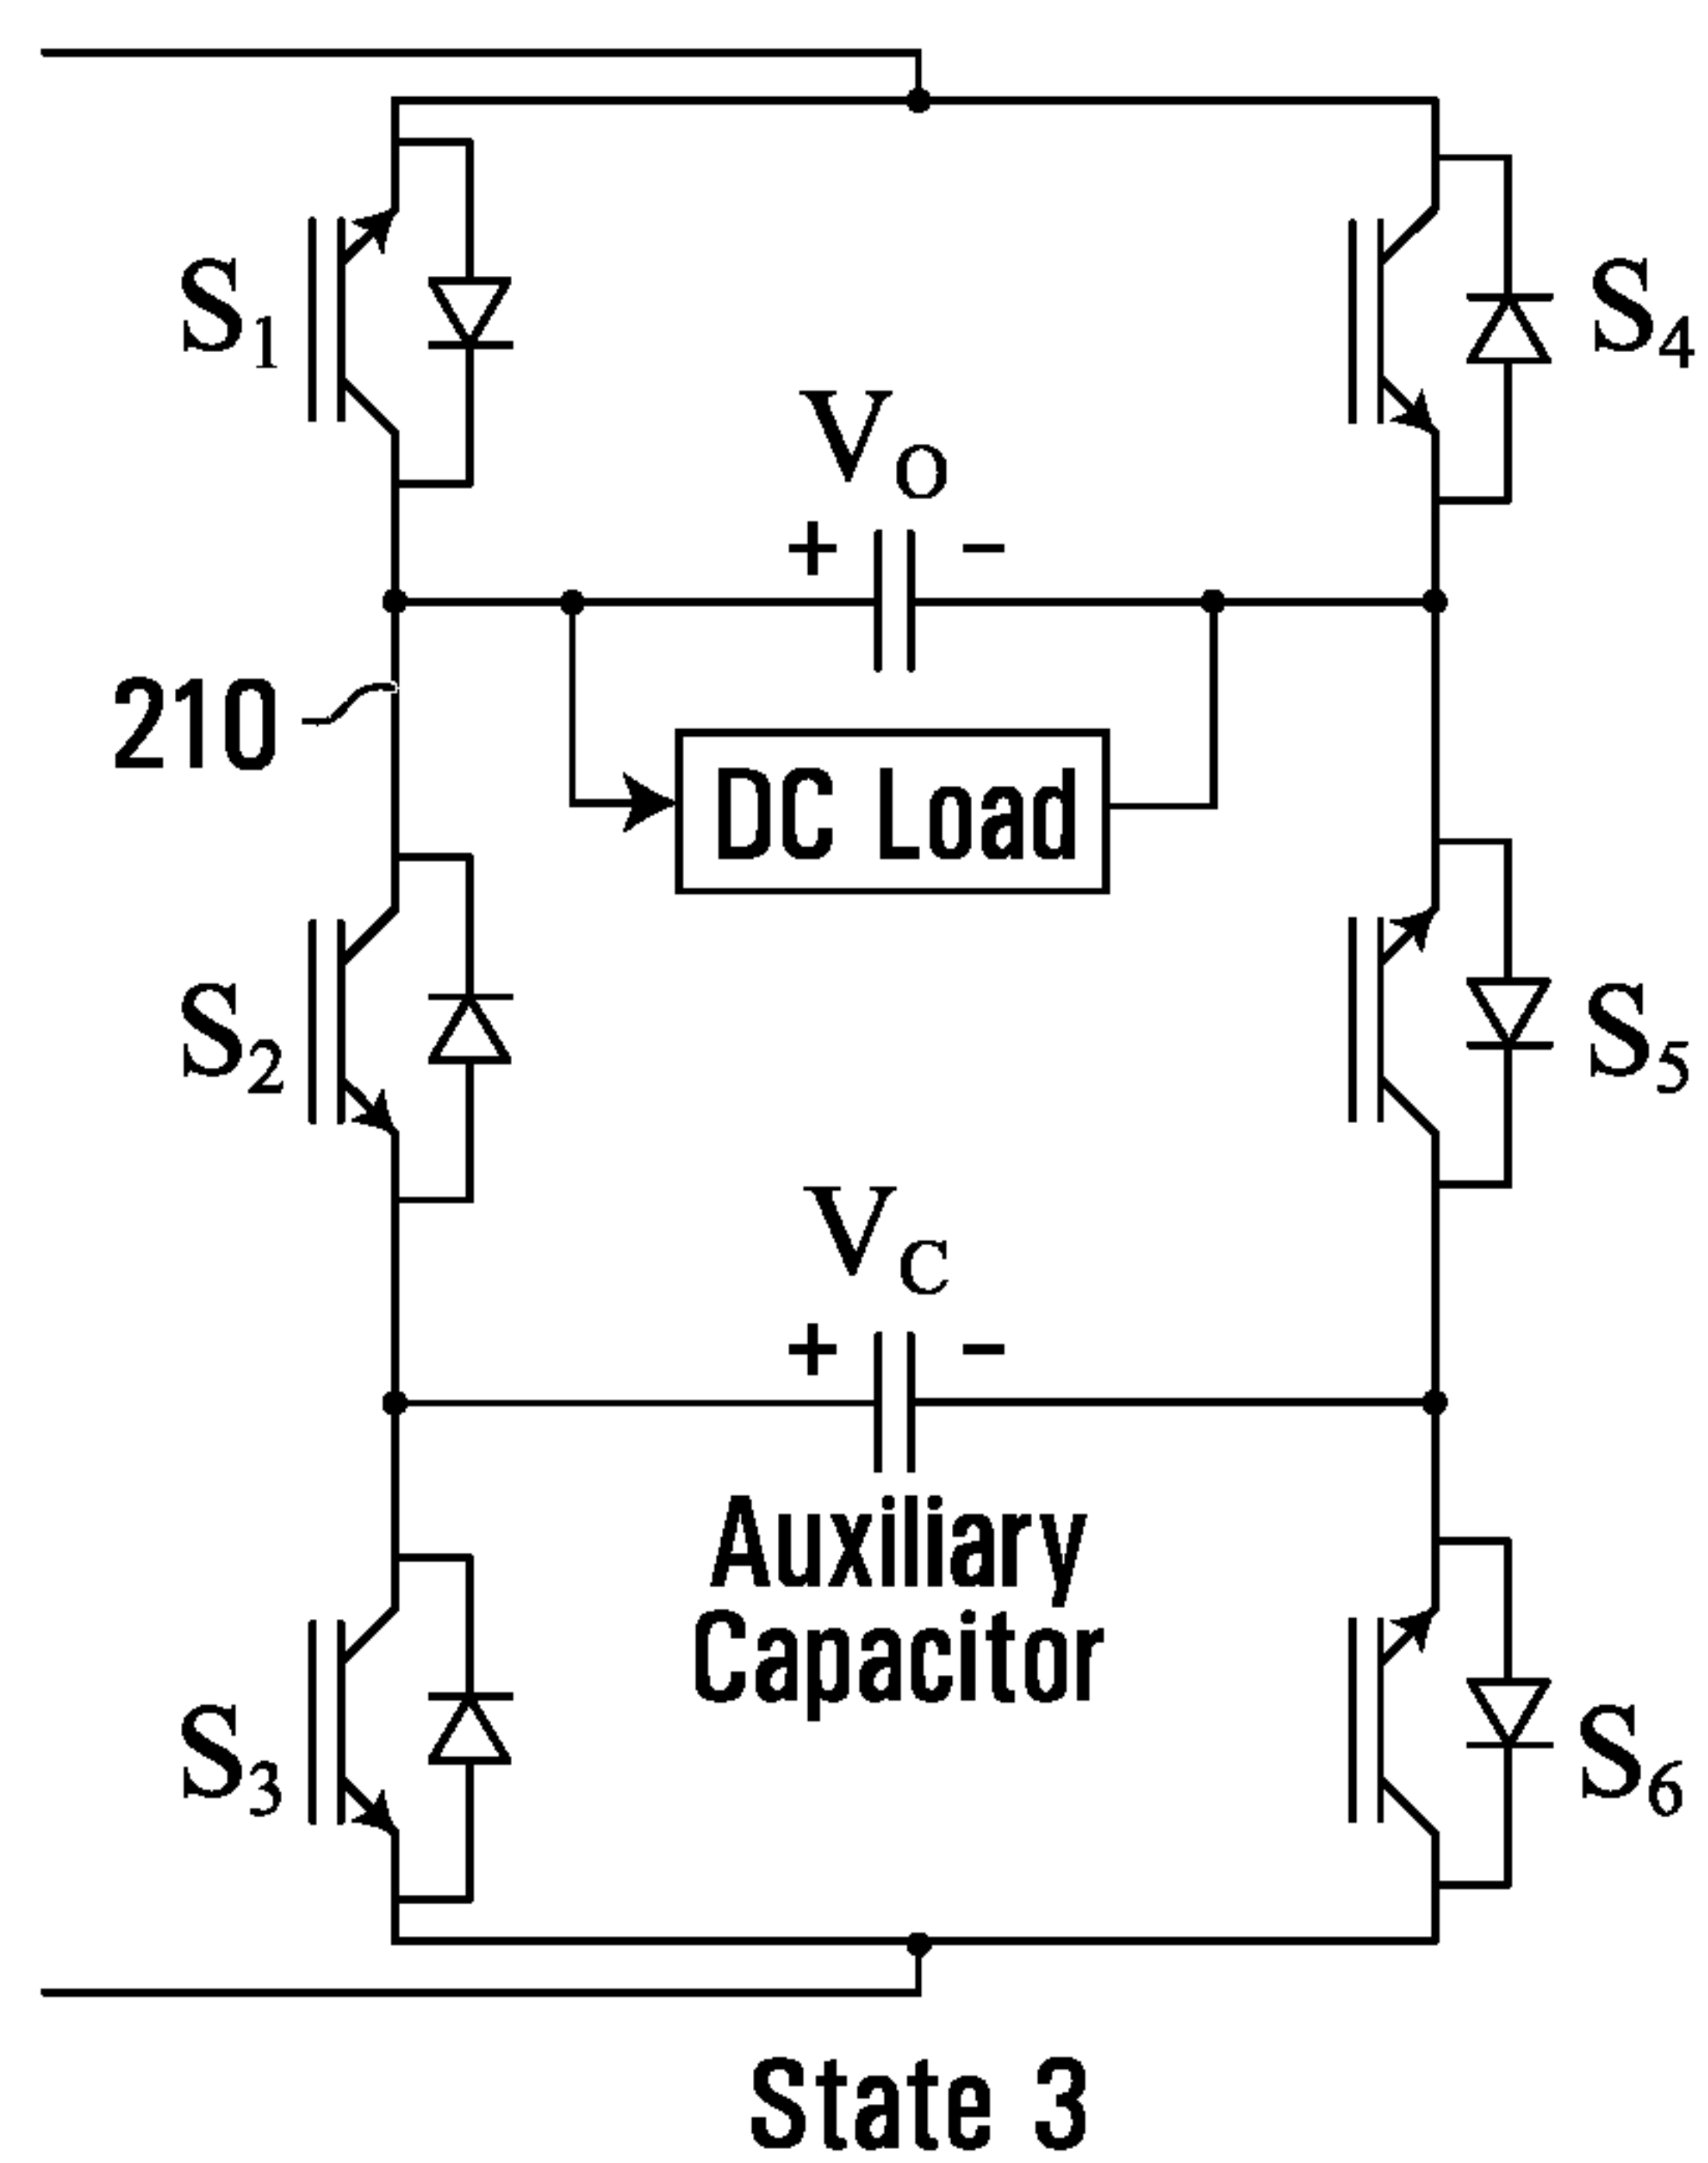 S1
S4
VO
+ −
210
DC Load
S2
S5
VC
+ −
Auxiliary
Capacitor
S3
S6
State 3